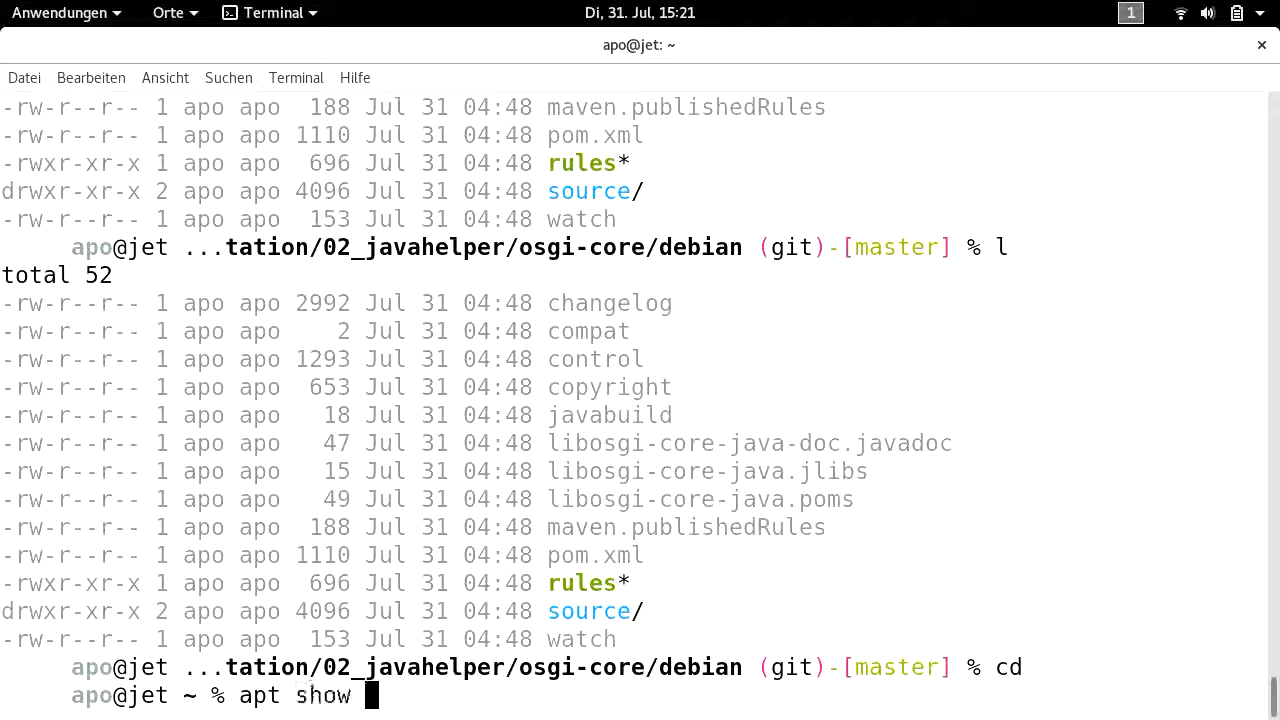 Anwendungen Orte Terminal Di, 31. Jul, 15:21 1
apo@jet: ~ ×
Datei Bearbeiten Ansicht Suchen Terminal Hilfe
-rw-r--r-- 1 apo apo  188 Jul 31 04:48 maven.publishedRules
-rw-r--r-- 1 apo apo 1110 Jul 31 04:48 pom.xml
-rwxr-xr-x 1 apo apo  696 Jul 31 04:48 rules*
drwxr-xr-x 2 apo apo 4096 Jul 31 04:48 source/
-rw-r--r-- 1 apo apo  153 Jul 31 04:48 watch
apo@jet ...tation/02_javahelper/osgi-core/debian (git)-[master] % l
total 52
-rw-r--r-- 1 apo apo 2992 Jul 31 04:48 changelog
-rw-r--r-- 1 apo apo    2 Jul 31 04:48 compat
-rw-r--r-- 1 apo apo 1293 Jul 31 04:48 control
-rw-r--r-- 1 apo apo  653 Jul 31 04:48 copyright
-rw-r--r-- 1 apo apo   18 Jul 31 04:48 javabuild
-rw-r--r-- 1 apo apo   47 Jul 31 04:48 libosgi-core-java-doc.javadoc
-rw-r--r-- 1 apo apo   15 Jul 31 04:48 libosgi-core-java.jlibs
-rw-r--r-- 1 apo apo   49 Jul 31 04:48 libosgi-core-java.poms
-rw-r--r-- 1 apo apo  188 Jul 31 04:48 maven.publishedRules
-rw-r--r-- 1 apo apo 1110 Jul 31 04:48 pom.xml
-rwxr-xr-x 1 apo apo  696 Jul 31 04:48 rules*
drwxr-xr-x 2 apo apo 4096 Jul 31 04:48 source/
-rw-r--r-- 1 apo apo  153 Jul 31 04:48 watch
apo@jet ...tation/02_javahelper/osgi-core/debian (git)-[master] % cd
apo@jet ~ % apt show